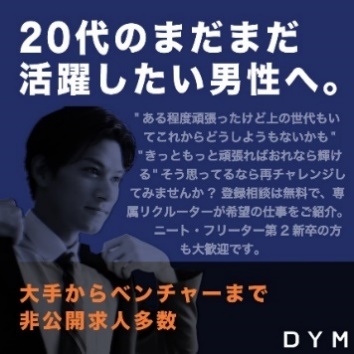 20代のまだまだ
活躍したい男性へ。
"ある程度頑張ったけど上の世代もい
てこれからどうしようもないかも"
"きっともっと頑張ればおれなら輝け
る"そう思ってるなら再チャレンジし
てみませんか？登録相談は無料で、専
属リクルーターが希望の仕事をご紹介。
ニート・フリーター第２新卒の方
も大歓迎です。
大手からベンチャーまで
非公開求人多数
DYM